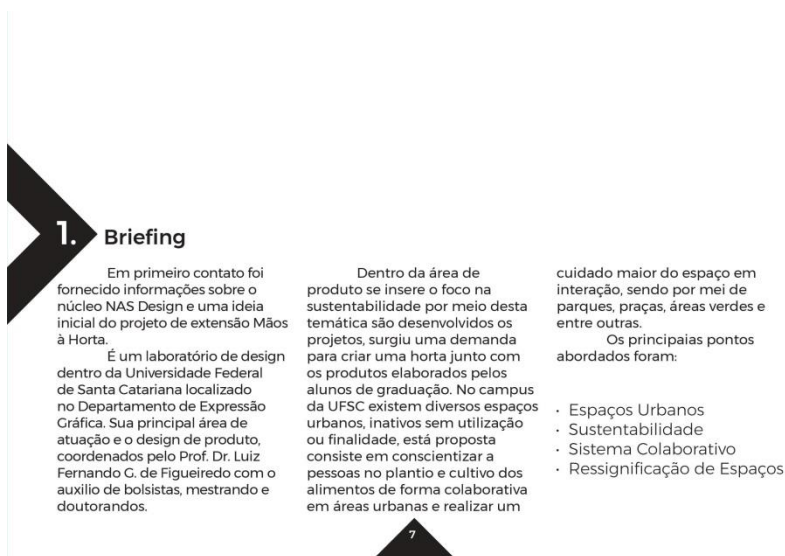 1. Briefing
Em primeiro contato foi
fornecido informações sobre o
núcleo NAS Design e uma ideia
inicial do projeto de extensão Mãos
à Horta.
É um laboratório de design
dentro da Universidade Federal
de Santa Catariana localizado
no Departamento de Expressão
Gráfica. Sua principal área de
atuação e o design de produto,
coordenados pelo Prof. Dr. Luiz
Fernando G. de Figueiredo com o
auxilio de bolsistas, mestrando e
doutorandos.
Dentro da área de
produto se insere o foco na
sustentabilidade por meio desta
temática são desenvolvidos os
projetos, surgiu uma demanda
para criar uma horta junto com
os produtos elaborados pelos
alunos de graduação. No campus
da UFSC existem diversos espaços
urbanos, inativos sem utilização
ou finalidade, está proposta
consiste em conscientizar a
pessoas no plantio e cultivo dos
alimentos de forma colaborativa
em áreas urbanas e realizar um
cuidado maior do espaço em
interação, sendo por mei de
parques, praças, áreas verdes e
entre outras.
Os principaias pontos
abordados foram:
· Espaços Urbanos
· Sustentabilidade
· Sistema Colaborativo
· Ressignificação de Espaços
7